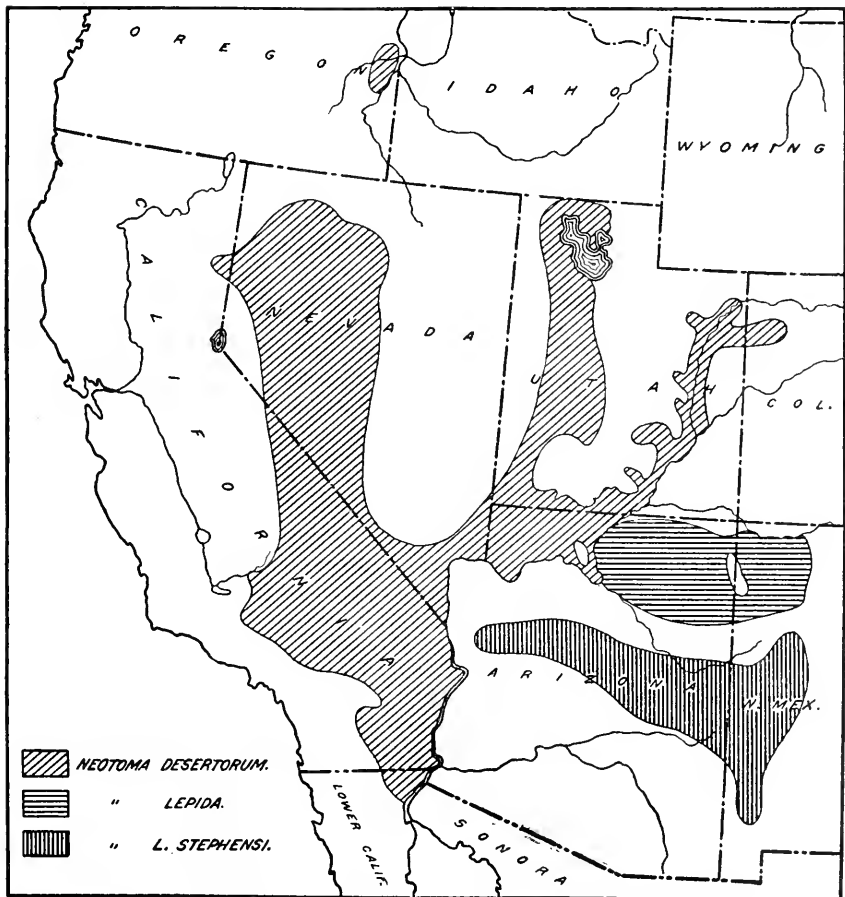 OREGON
IDAHO
WYOMING
CALIFORNIA
NEVADA
UTAH
COL.
ARIZONA
N. MEX.
NEOTOMA DESERTORUM.
" LEPIDA.
" L. STEPHENSI.
LOWER CALIF.
SONORA